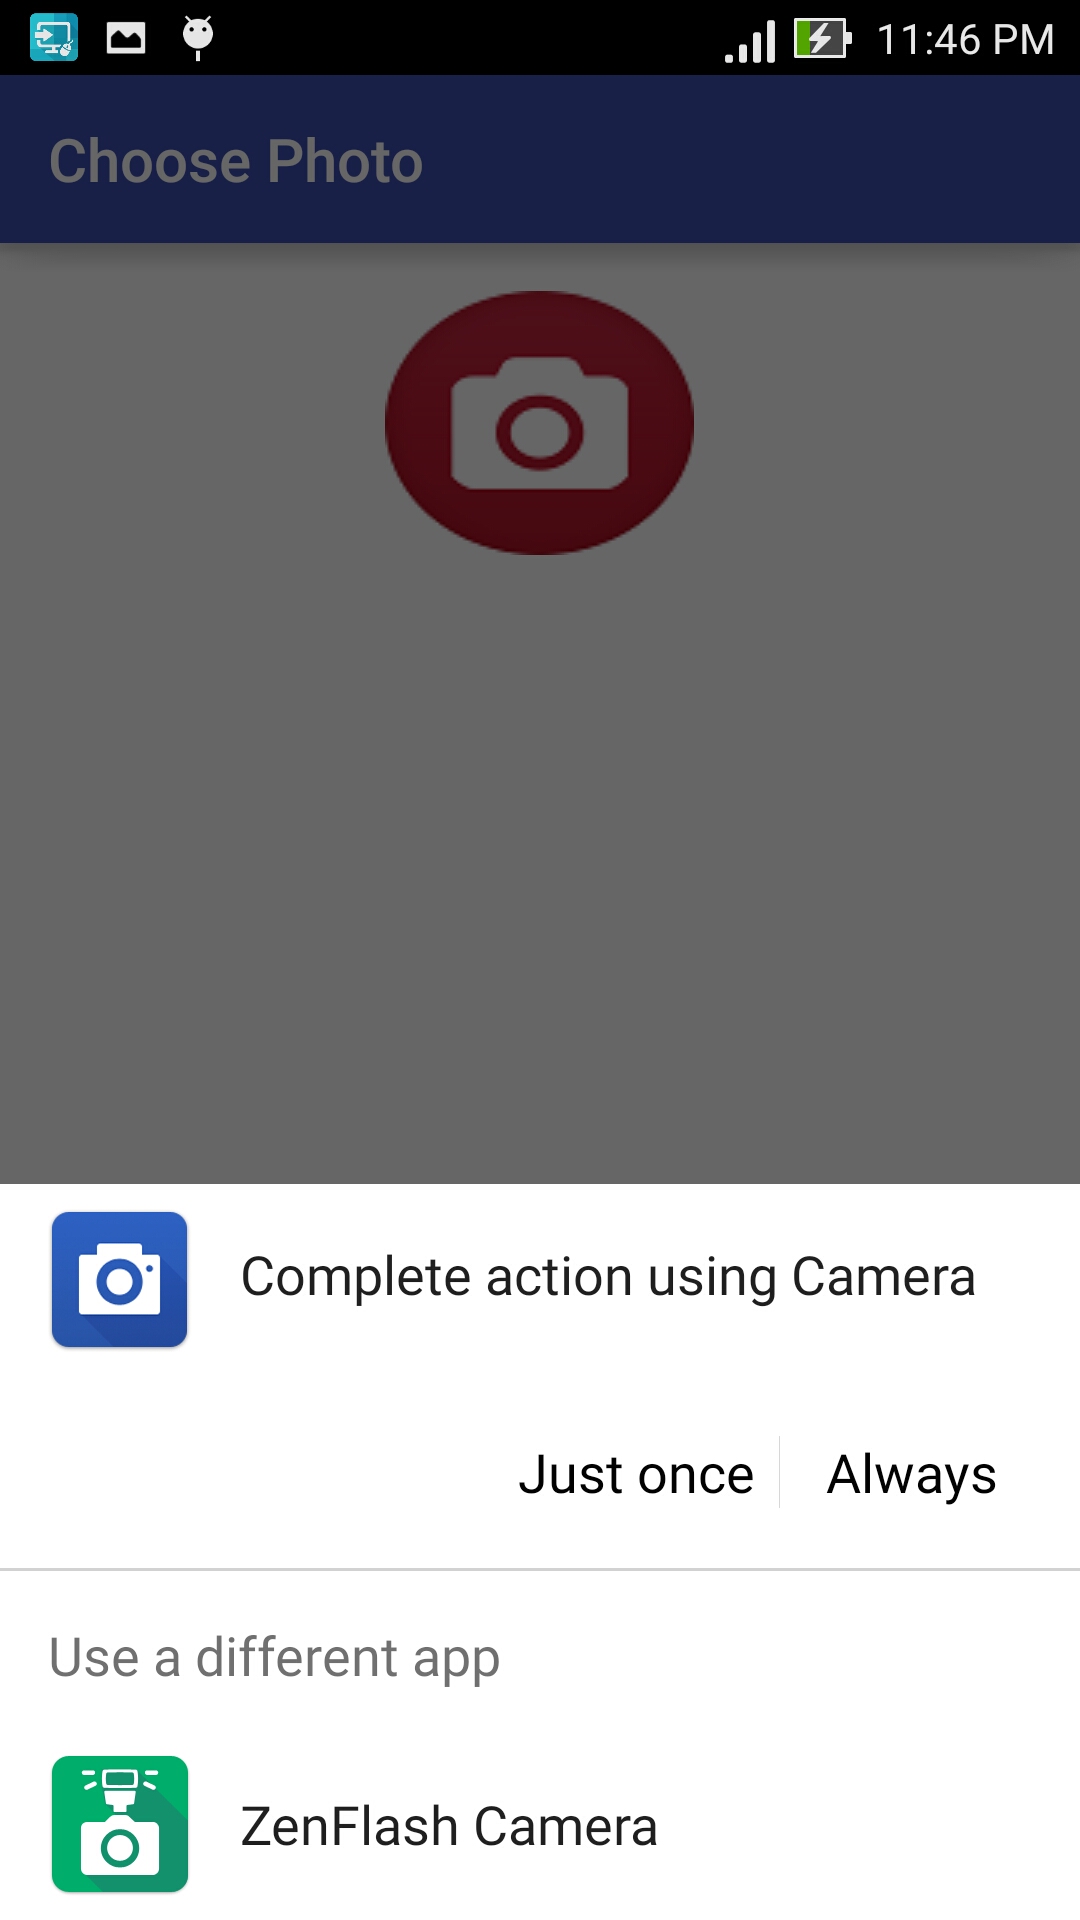 11:46 PM
Choose Photo
Complete action using Camera
Just once
Always
Use a different app
ZenFlash Camera